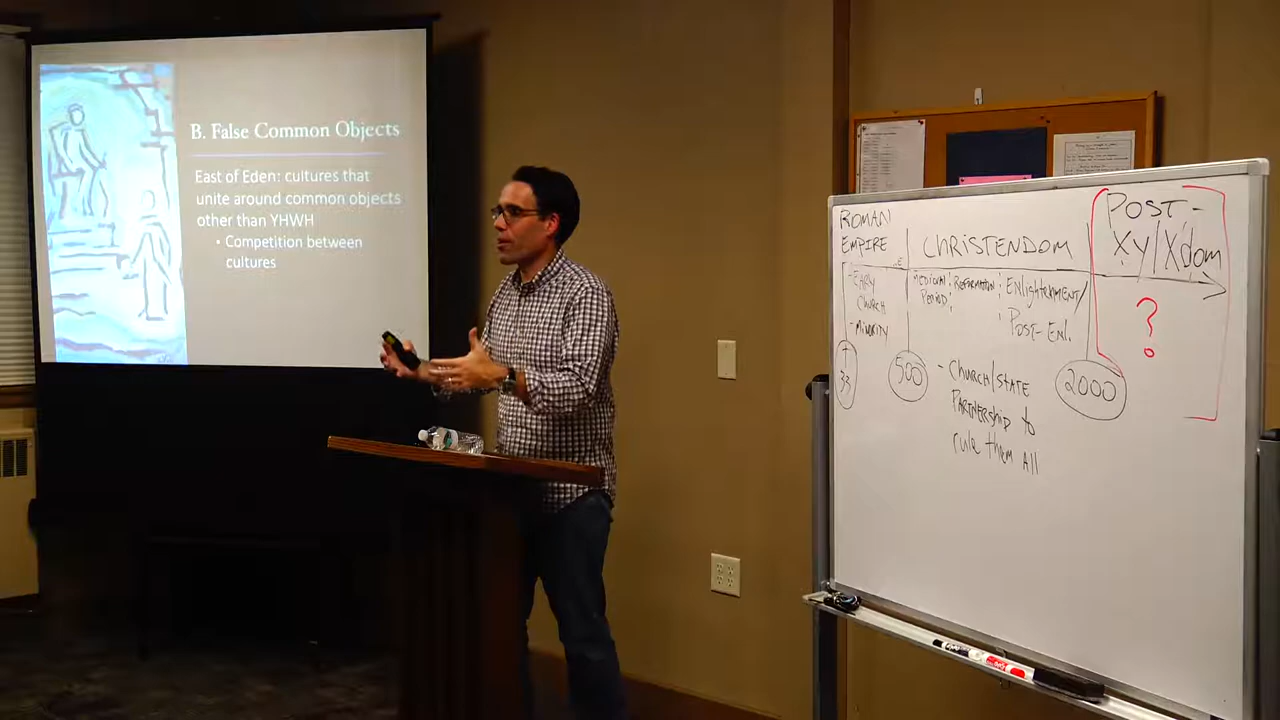 B. False Common Objects
East of Eden: cultures that
unite around common objects
other than YHWH
• Competition between
cultures
ROMAN
EMPIRE
CHRISTENDOM
POST-
Xy/Xdom
-EARLY
CHURCH
MEDIEVAL
PERIOD
REFORMATION
ENLIGHTENMENT/
POST-ENL.
?
33
500
2000
- CHURCH/STATE
PARTNERSHIP to
rule them All